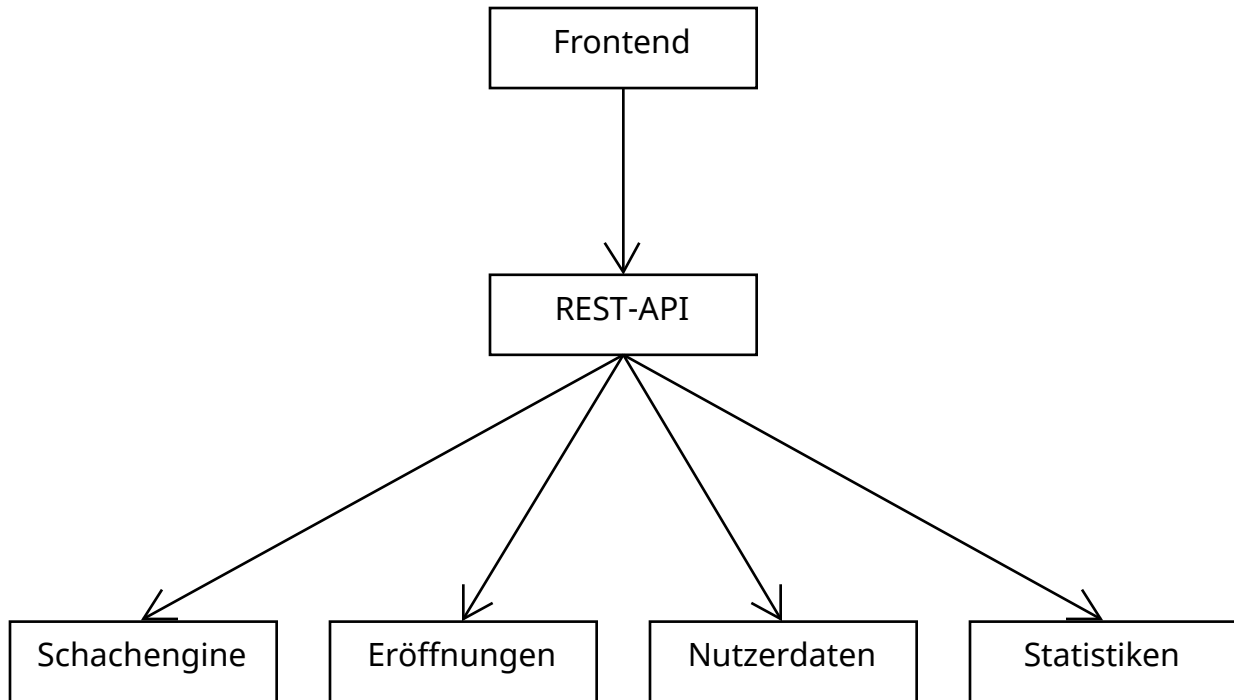 Frontend
REST-API
Schachengine
Eröffnungen
Nutzerdaten
Statistiken